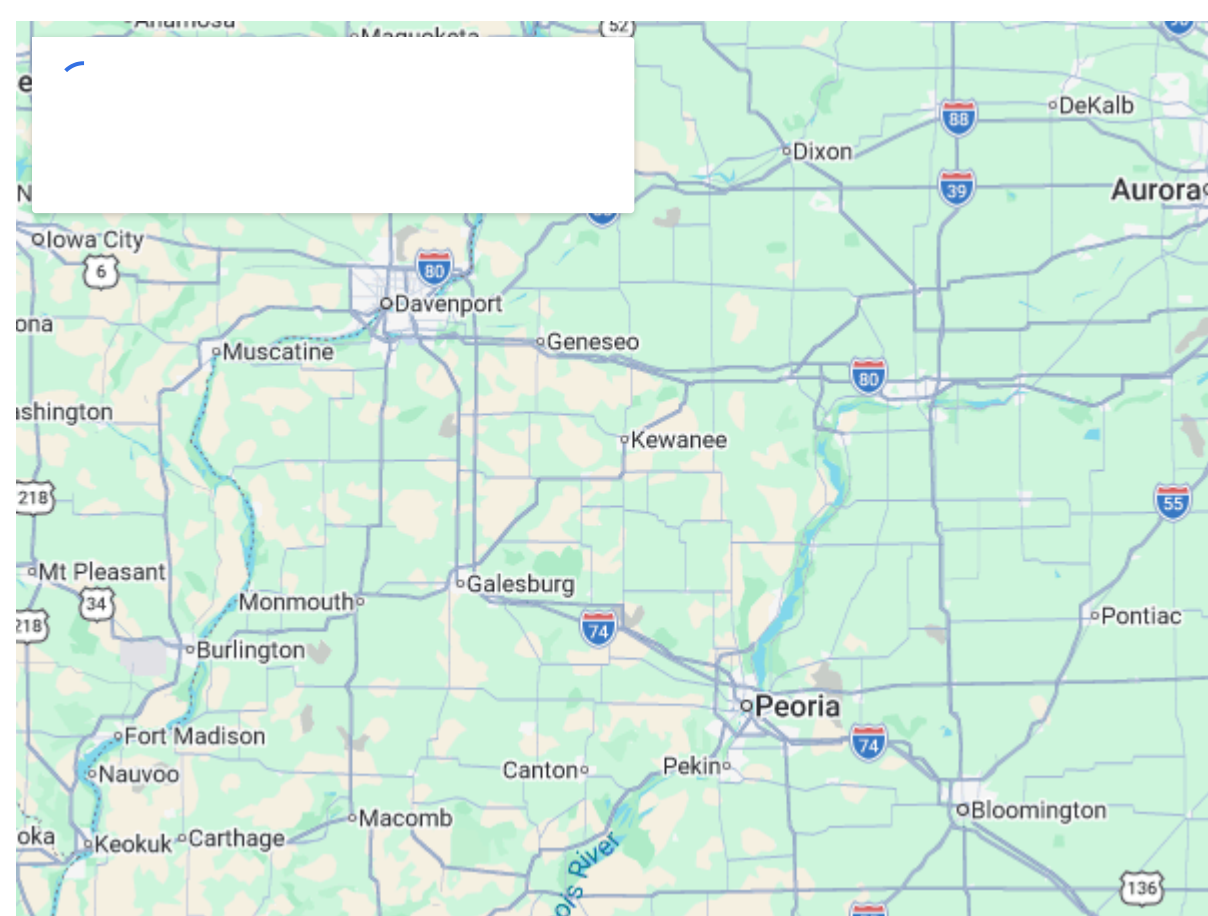 Anamosa
Maquoketa
52
DeKalb
88
Dixon
39
Aurora
N
Iowa City
6
80
Davenport
ona
Geneseo
Muscatine
80
ashington
Kewanee
218
55
Mt Pleasant
Galesburg
34
Monmouth
74
Pontiac
218
Burlington
Peoria
Fort Madison
74
Canton
Pekin
Nauvoo
Bloomington
Macomb
oka
Keokuk
Carthage
ois River
136